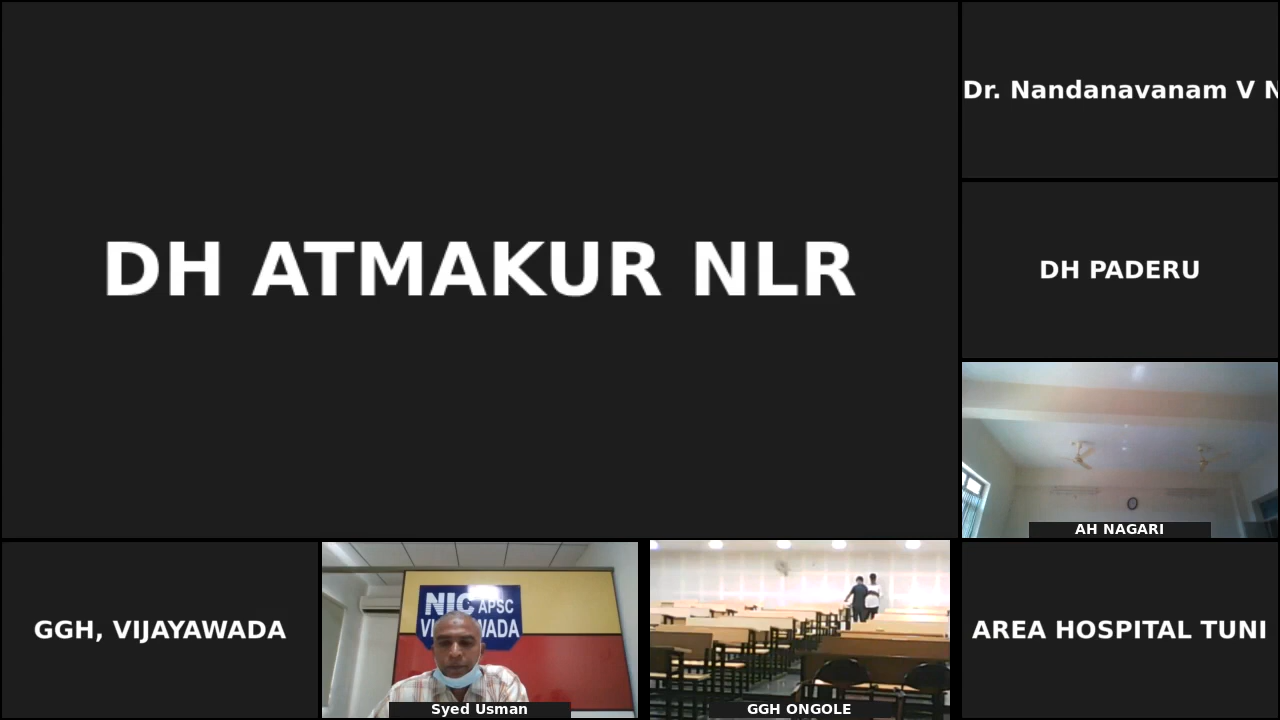 DH ATMAKUR NLR
Dr. Nandanavanam V N
DH PADERU
AH NAGARI
GGH, VIJAYAWADA
NIC APSC
Syed Usman
GGH ONGOLE
AREA HOSPITAL TUNI